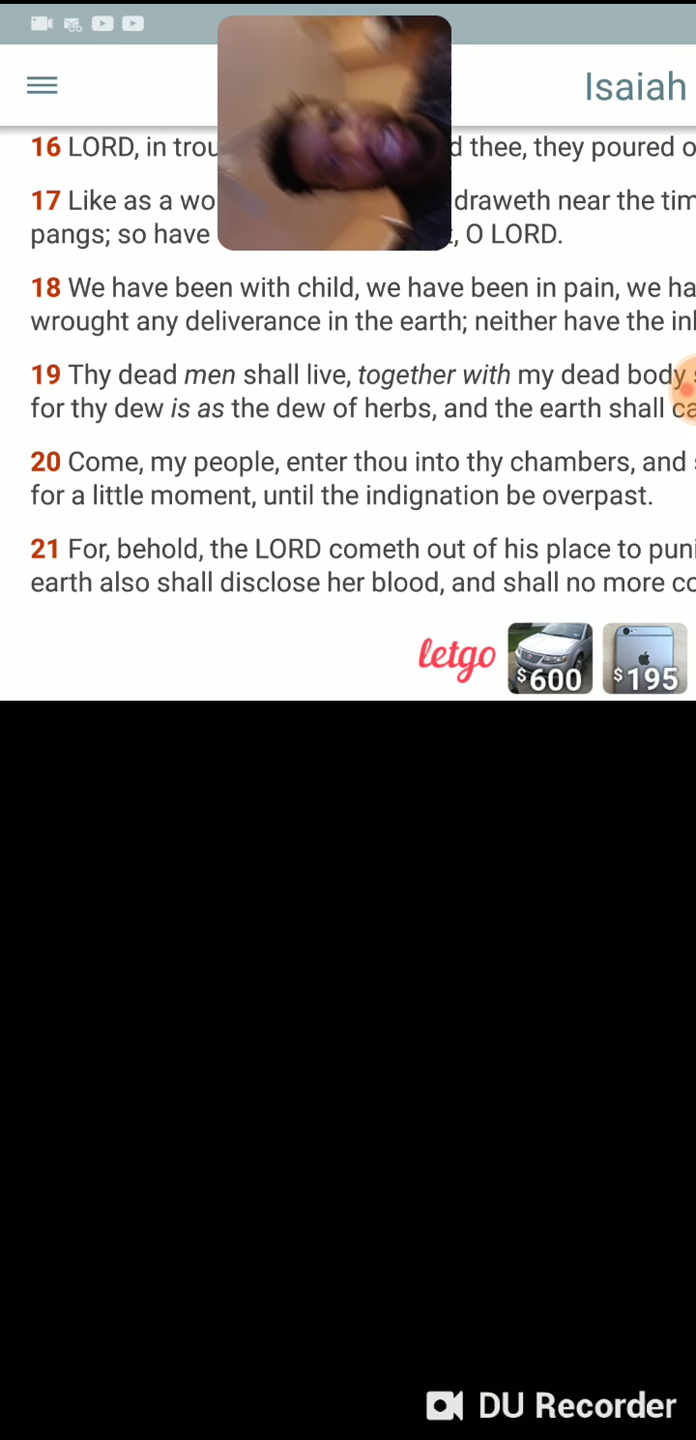 Isaiah
16 LORD, in trou d thee, they poured o
17 Like as a wo draweth near the tim
pangs; so have , O LORD.
18 We have been with child, we have been in pain, we ha
wrought any deliverance in the earth; neither have the inh
19 Thy dead men shall live, together with my dead body
for thy dew is as the dew of herbs, and the earth shall ca
20 Come, my people, enter thou into thy chambers, and
for a little moment, until the indignation be overpast.
21 For, behold, the LORD cometh out of his place to puni
earth also shall disclose her blood, and shall no more co
letgo $600 $195
DU Recorder